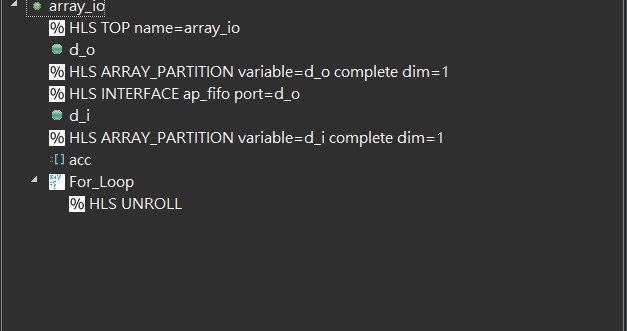 array_io
% HLS TOP name=array_io
d_o
% HLS ARRAY_PARTITION variable=d_o complete dim=1
% HLS INTERFACE ap_fifo port=d_o
d_i
% HLS ARRAY_PARTITION variable=d_i complete dim=1
[] acc
For_Loop
% HLS UNROLL